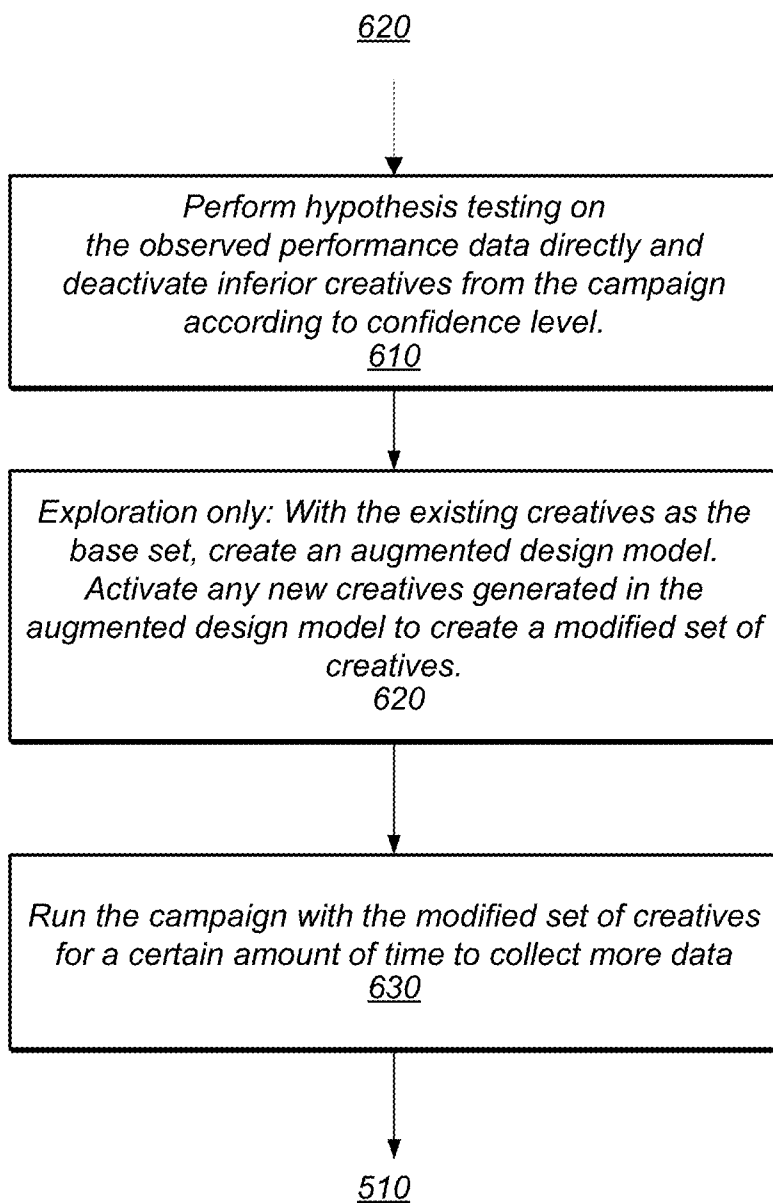 620
Perform hypothesis testing on
the observed performance data directly and
deactivate inferior creatives from the campaign
according to confidence level.
610
Exploration only: With the existing creatives as the
base set, create an augmented design model.
Activate any new creatives generated in the
augmented design model to create a modified set of
creatives.
620
Run the campaign with the modified set of creatives
for a certain amount of time to collect more data
630
510